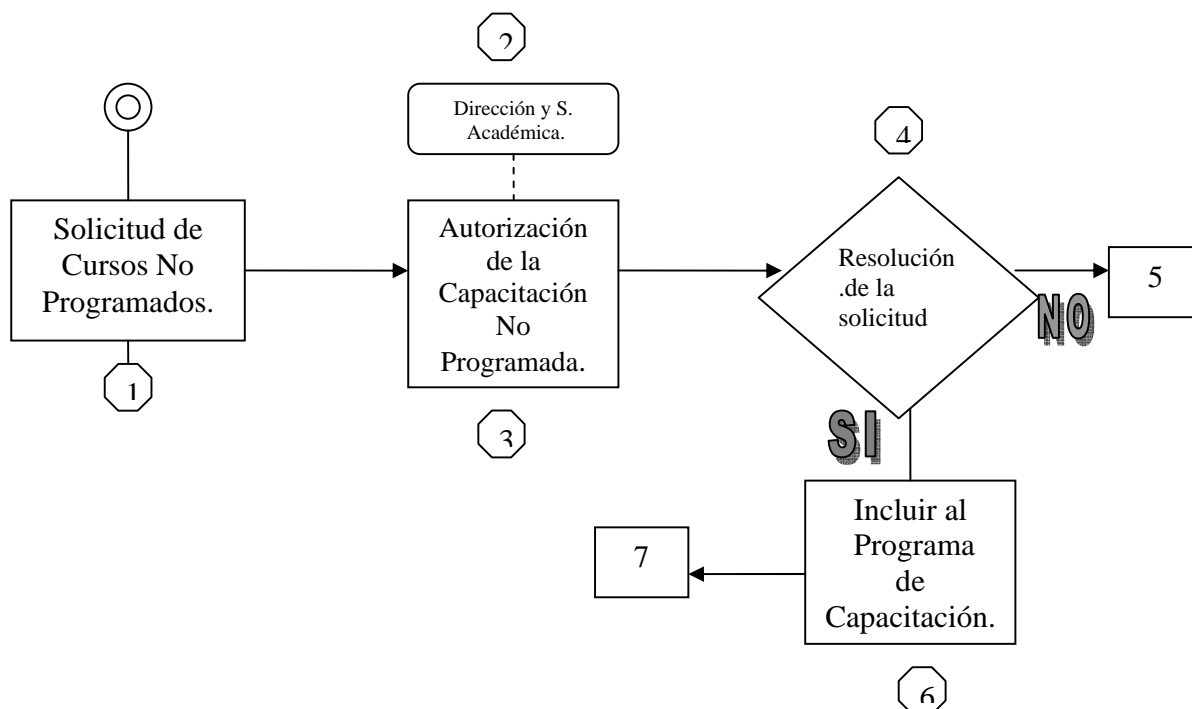 2
Dirección y S.
Académica.
4
Solicitud de
Cursos No
Programados.
1
Autorización
de la
Capacitación
No
Programada.
3
Resolución
.de la
solicitud
NO
5
SI
Incluir al
Programa
de
Capacitación.
7
6